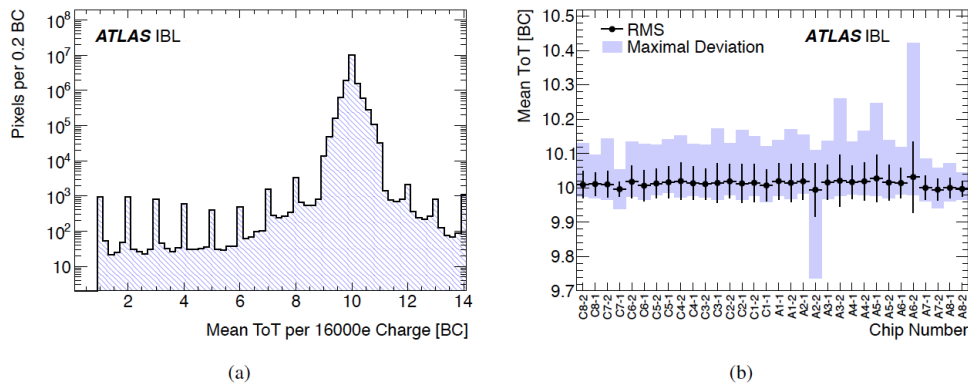 (a)
Pixels per 0.2 BC
10⁸
10⁷
10⁶
10⁵
10⁴
10³
10²
10
ATLAS IBL
2 4 6 8 10 12 14
Mean ToT per 16000e Charge [BC]
Mean ToT [BC]
10.5
10.4
10.3
10.2
10.1
10.0
9.9
9.8
9.7
RMS
Maximal Deviation
ATLAS IBL
C8-2 C8-1 C7-2 C7-1 C6-2 C6-1 C5-2 C5-1 C4-2 C4-1 C3-2 C3-1 C2-2 C2-1 C1-2 C1-1 A1-1 A1-2 A2-1 A2-2 A3-1 A3-2 A4-1 A4-2 A5-1 A5-2 A6-1 A6-2 A7-1 A7-2 A8-1 A8-2
Chip Number
(b)